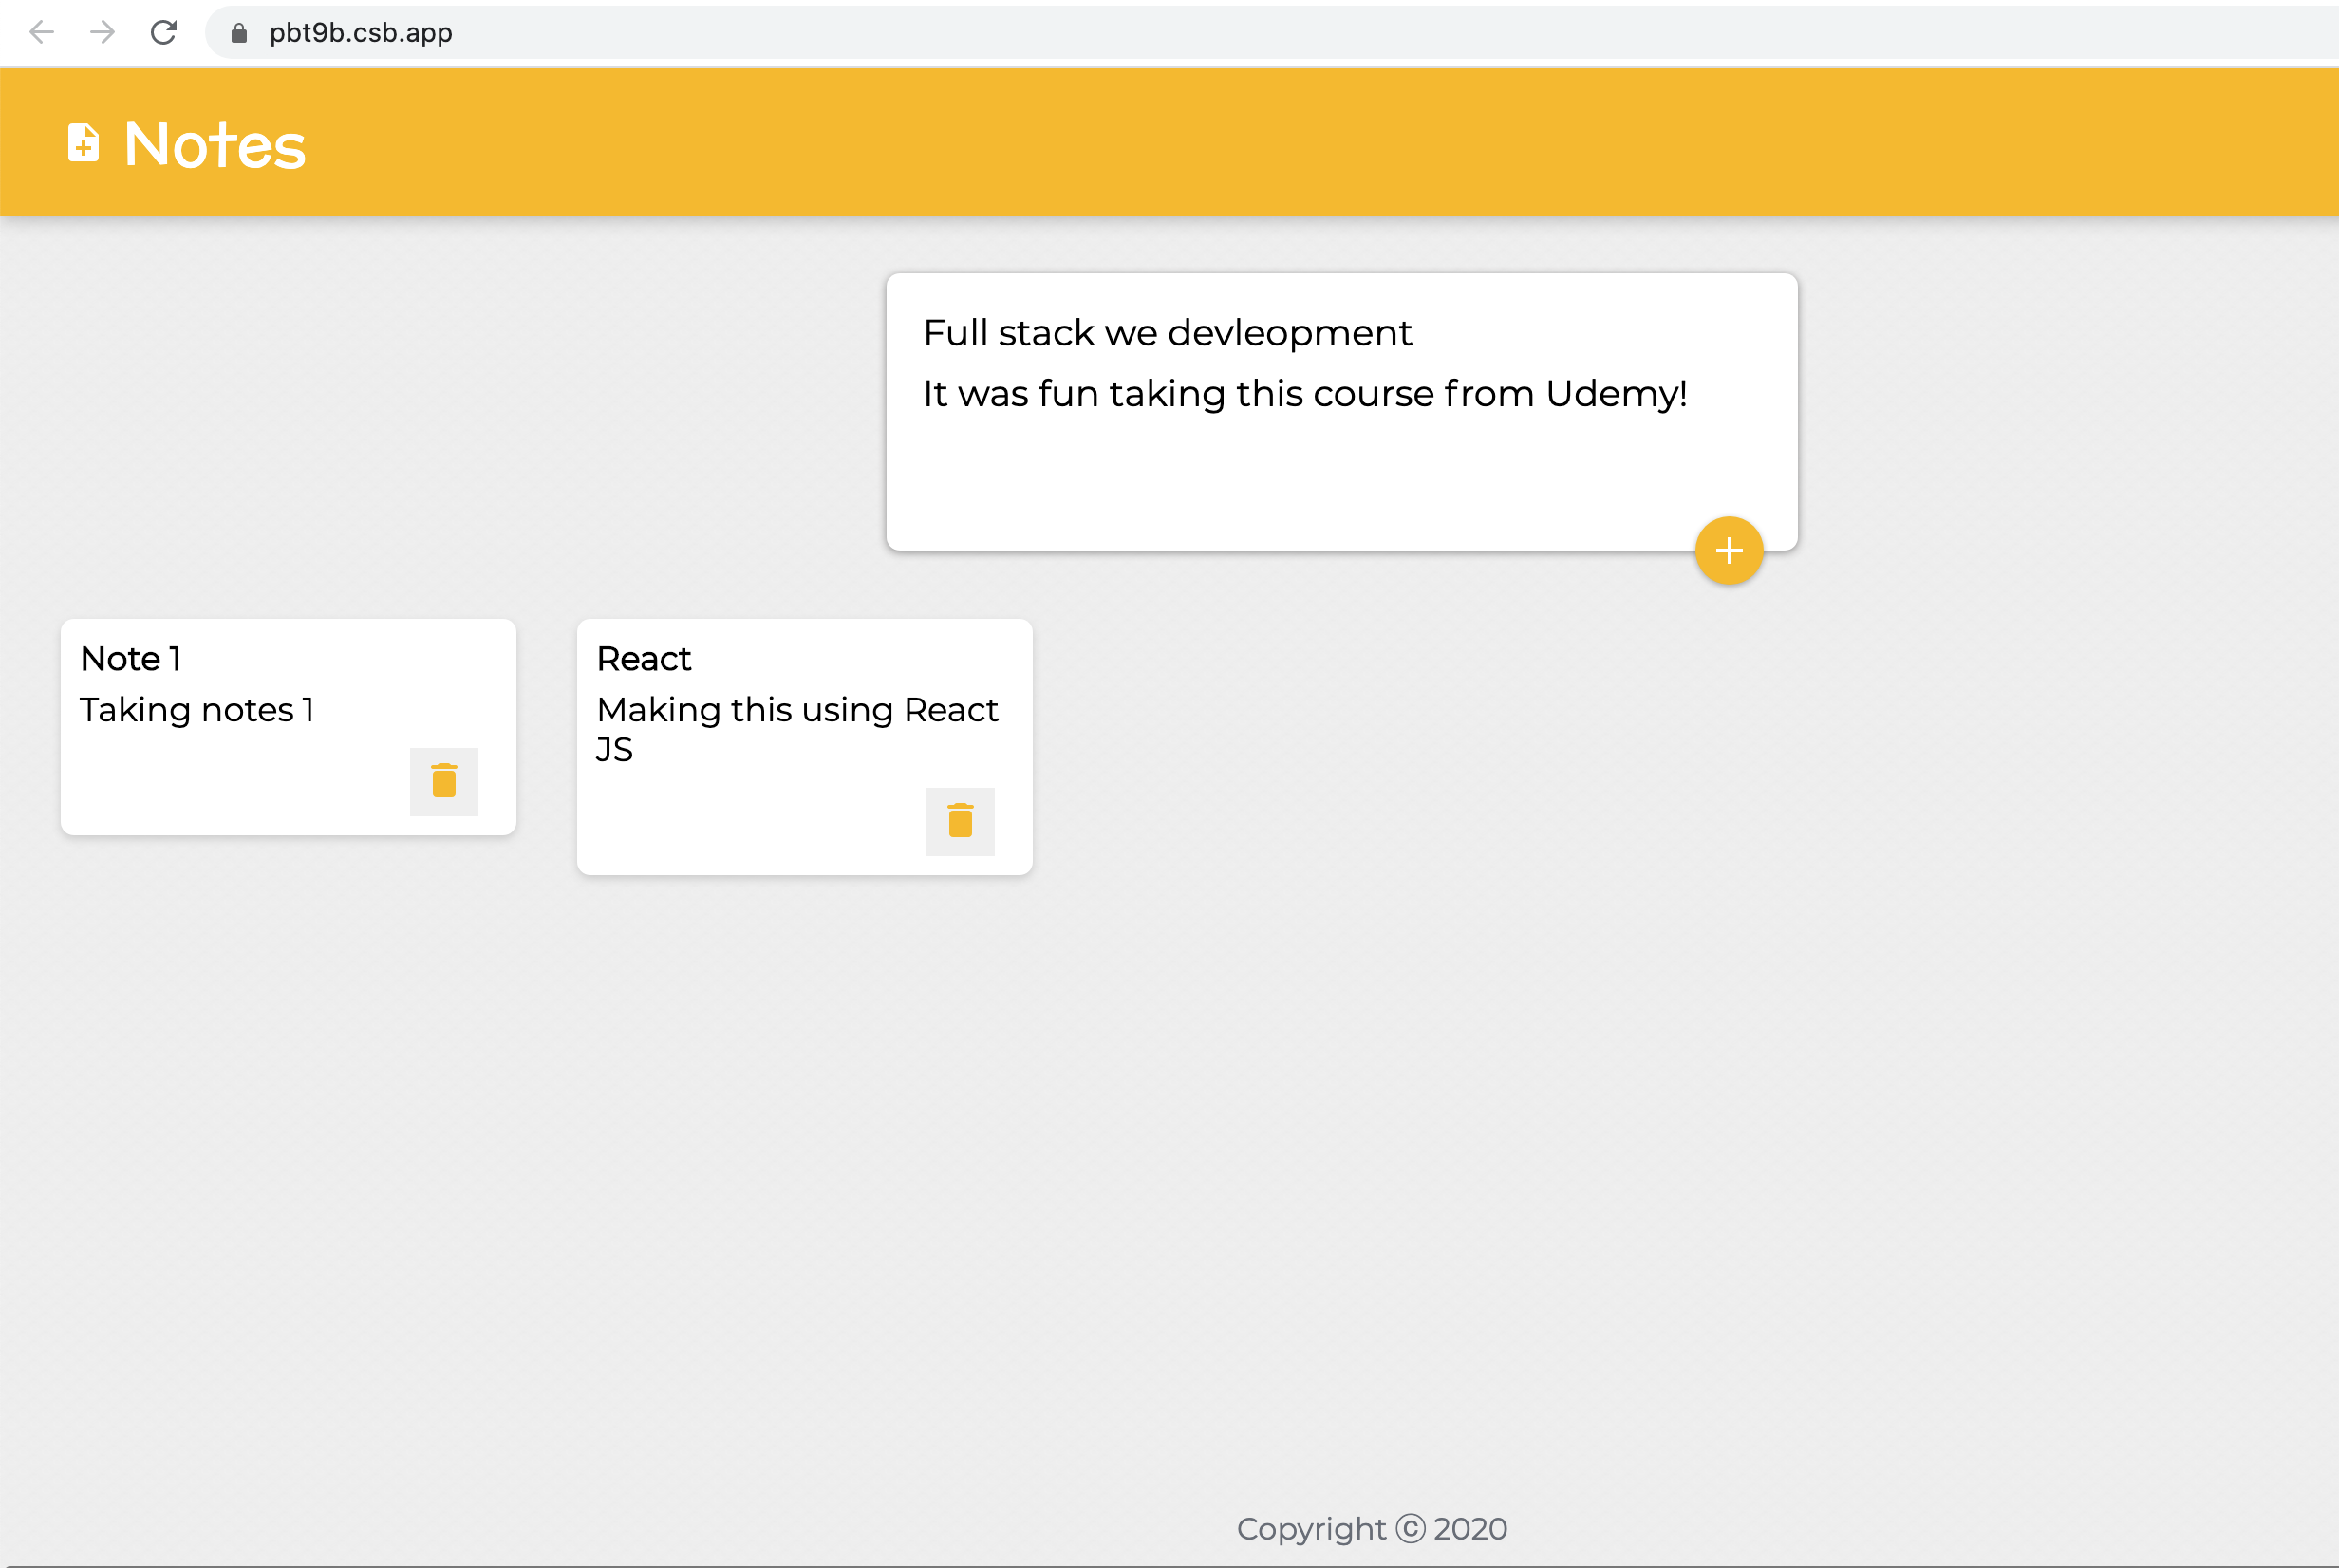 pbt9b.csb.app
Notes
Full stack we devleopment
It was fun taking this course from Udemy!
Note 1
Taking notes 1
React
Making this using React
JS
Copyright ⓒ 2020